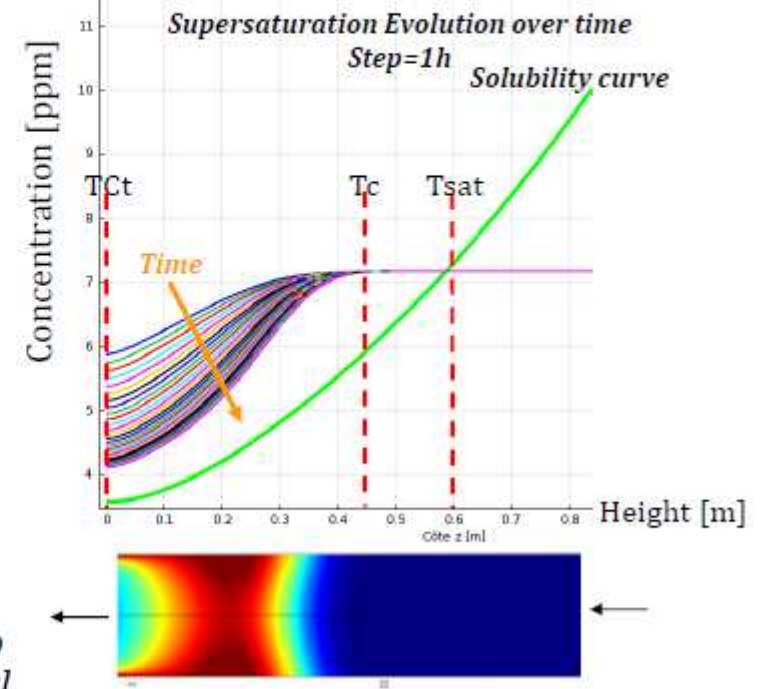 Supersaturation Evolution over time
Step=1h
Solubility curve
Concentration [ppm]
11
10
9
8
7
6
5
4
TCt
Tc
Tsat
Time
0 0.1 0.2 0.3 0.4 0.5 0.6 0.7 0.8
Height [m]
Côte z [m]